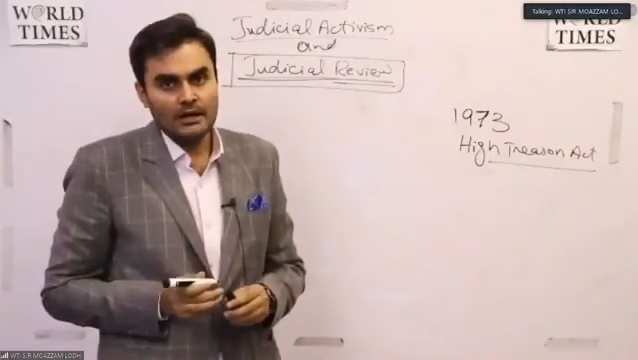 WORLD
TIMES
Talking: WTI SIR MOAZZAM LO...
WORLD
TIMES
Judicial Activism
and
Judicial Review
1973
High Treason Act
WTI SIR MOAZZAM LODHI